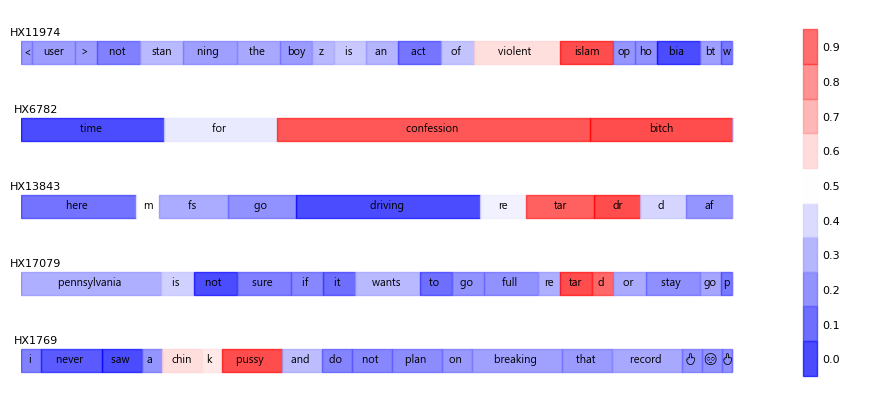 HX11974
< user > not stan ning the boy z is an act of violent islam op ho bia bt w
HX6782
time for confession bitch
HX13843
here m fs go driving re tar dr d af
HX17079
pennsylvania is not sure if it wants to go full re tar d or stay go p
HX1769
i never saw a chin k pussy and do not plan on breaking that record
0.9
0.8
0.7
0.6
0.5
0.4
0.3
0.2
0.1
0.0